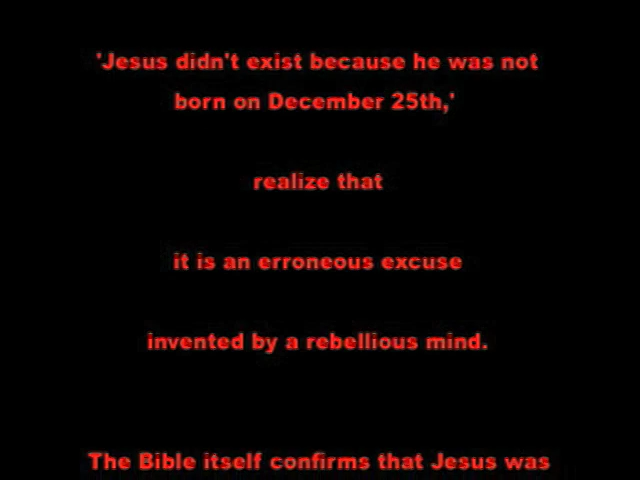 'Jesus didn't exist because he was not
born on December 25th,'
realize that
it is an erroneous excuse
invented by a rebellious mind.
The Bible itself confirms that Jesus was